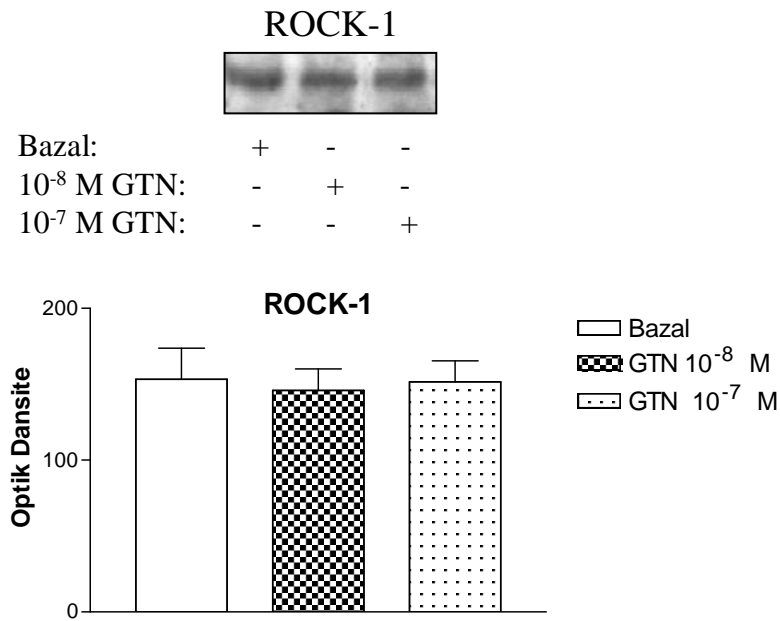 ROCK-1
Bazal: + - -
10⁻⁸ M GTN: - + -
10⁻⁷ M GTN: - - +
ROCK-1
200
100
0
Optik Dansite
Bazal
GTN 10⁻⁸ M
GTN 10⁻⁷ M